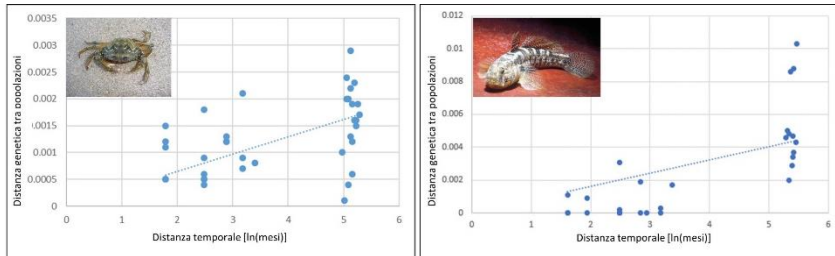 Distanza genetica tra popolazioni
0.0035
0.003
0.0025
0.002
0.0015
0.001
0.0005
0
0 1 2 3 4 5 6
Distanza temporale [ln(mesi)]
Distanza genetica tra popolazioni
0.012
0.01
0.008
0.006
0.004
0.002
0
0 1 2 3 4 5 6
Distanza temporale [ln(mesi)]